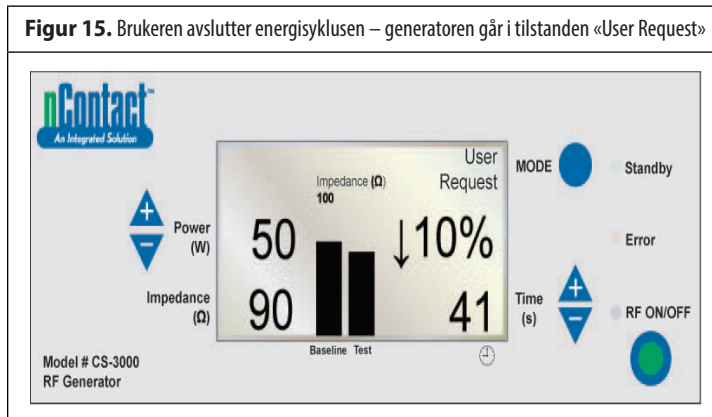 Figur 15. Brukeren avslutter energisyklusen – generatoren går i tilstanden «User Request»
nContact™
An Integrated Solution
Power
(W)
Impedance
(Ω)
Model # CS-3000
RF Generator
50
90
Impedance (Ω)
100
Baseline Test
User
Request
↓10%
41
MODE
Time
(s)
Standby
Error
RF ON/OFF